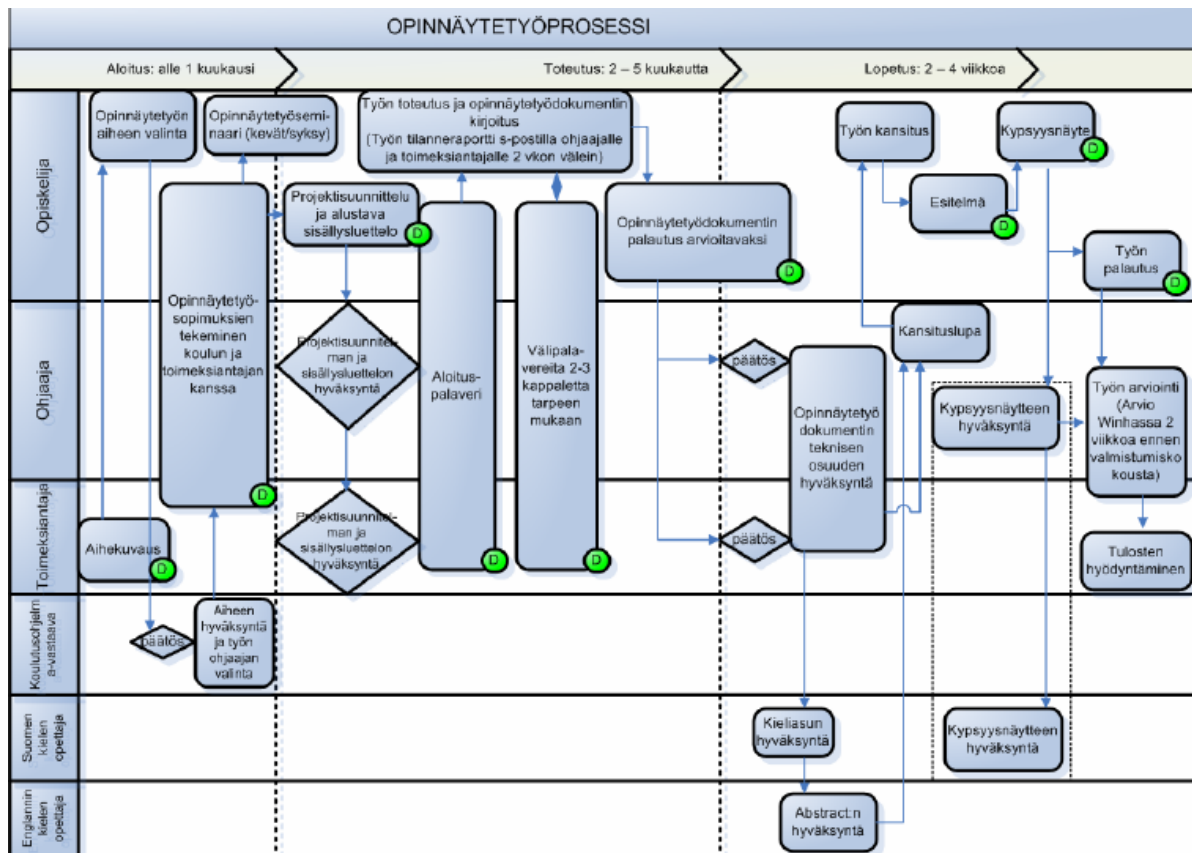 OPINNÄYTETYÖPROSESSI
Aloitus: alle 1 kuukausi
Toteutus: 2 – 5 kuukautta
Lopetus: 2 – 4 viikkoa
Opiskelija
Opinnäytetyön
aiheen valinta
Opinnäytetyösemi-
naari (kevät/syksy)
Työn toteutus ja opinnäytetyödokumentin
kirjoitus
(Työn tilanneraportti s-postilla ohjaajalle
ja toimeksiantajalle 2 vkon välein)
Työn kansitus
Kypsyysnäyte
D
Projektisuunnittelu
ja alustava
sisällysluettelo
D
Opinnäytetyödokumentin
palautus arvioitavaksi
D
Esitelmä
D
Työn
palautus
D
Ohjaaja
Opinnäytetyö-
sopimuksien
tekeminen
koulun ja
toimeksiantajan
kanssa
D
Projektisuunnitel-
man ja
sisällysluettelon
hyväksyntä
Aloitus-
palaveri
D
Välipala-
vereita 2-3
kappaletta
tarpeen
mukaan
D
päätös
Opinnäytetyö
dokumentin
teknisen
osuuden
hyväksyntä
Kansituslupa
Kypsyysnäytteen
hyväksyntä
Työn arviointi
(Arvio
Winhassa 2
viikkoa ennen
valmistumisko
kousta)
Toimeksiantaja
Aihekuvaus
D
Projektisuunnitel-
man ja
sisällysluettelon
hyväksyntä
päätös
Tulosten
hyödyntäminen
Koulutusohjelm
a-vastaava
päätös
Aiheen
hyväksyntä
ja työn
ohjaajan
valinta
Suomen
kielen
opettaja
Kieliasun
hyväksyntä
Kypsyysnäytteen
hyväksyntä
Englannin
kielen
opettaja
Abstract:n
hyväksyntä